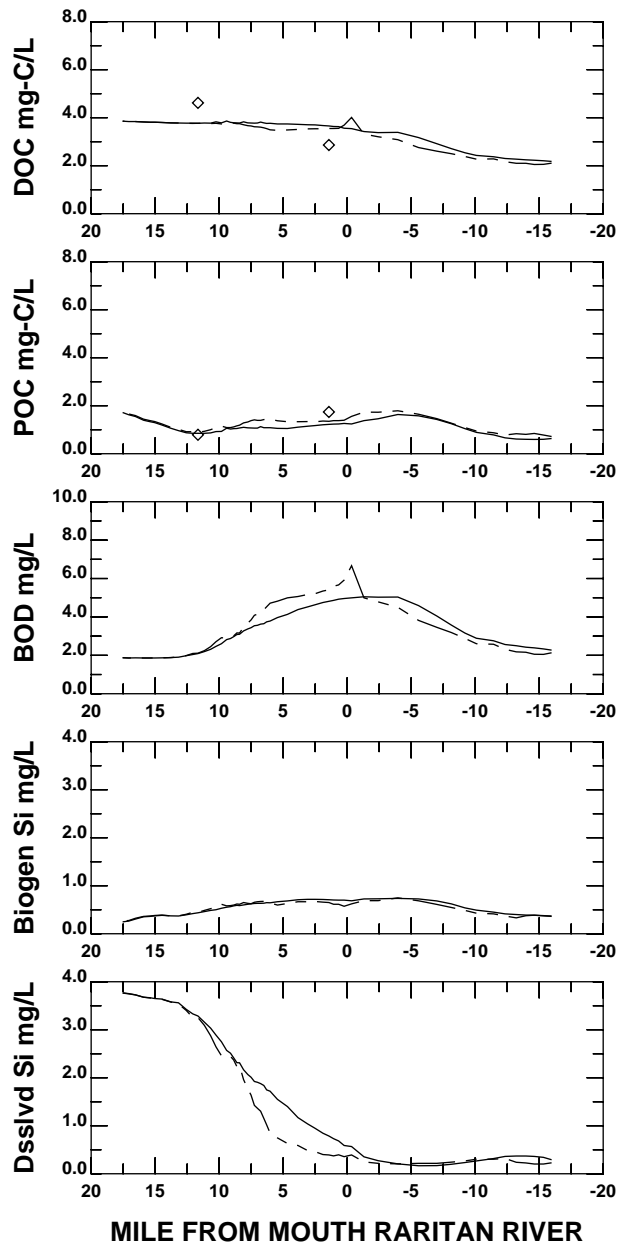 DOC mg-C/L
8.0
6.0
4.0
2.0
0.0
20 15 10 5 0 -5 -10 -15 -20
POC mg-C/L
8.0
6.0
4.0
2.0
0.0
20 15 10 5 0 -5 -10 -15 -20
BOD mg/L
10.0
8.0
6.0
4.0
2.0
0.0
20 15 10 5 0 -5 -10 -15 -20
Biogen Si mg/L
4.0
3.0
2.0
1.0
0.0
20 15 10 5 0 -5 -10 -15 -20
Dsslvd Si mg/L
4.0
3.0
2.0
1.0
0.0
20 15 10 5 0 -5 -10 -15 -20
MILE FROM MOUTH RARITAN RIVER